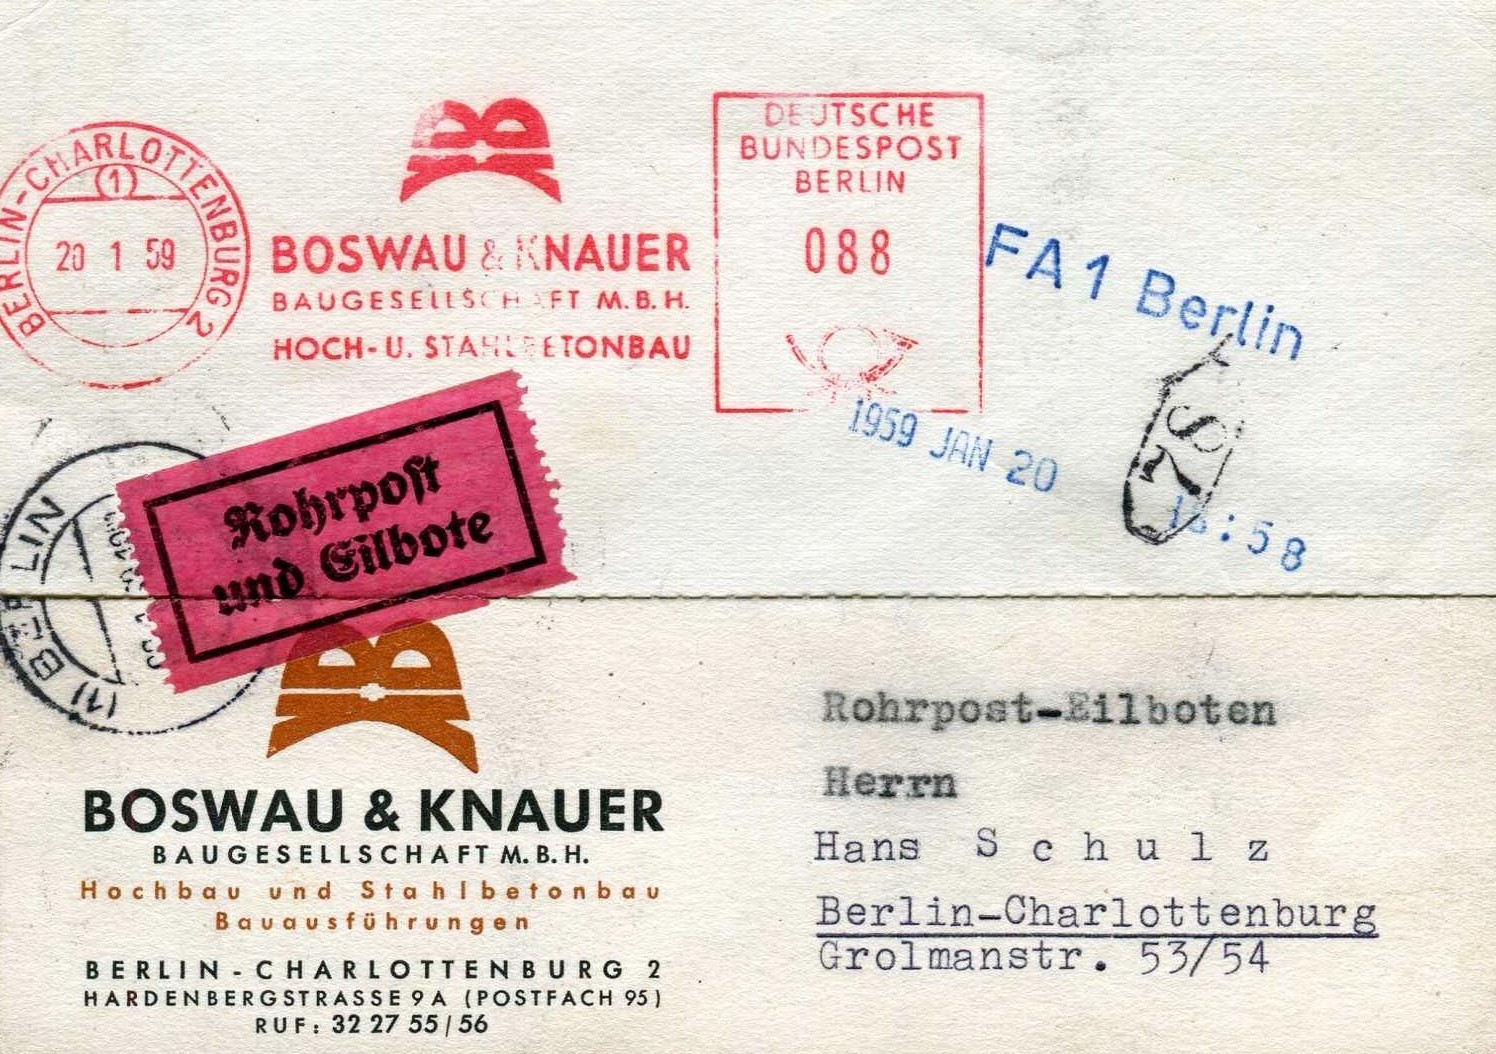 BERLIN-CHARLOTTENBURG 2
(1)
20 1 59
BOSWAU & KNAUER
BAUGESELLSCHAFT M.B.H.
HOCH- U. STAHLBETONBAU
DEUTSCHE
BUNDESPOST
BERLIN
088
FA 1 Berlin
1959 JAN 20
:58
BERLIN
(1)
Rohrpost
und Eilbote
BOSWAU & KNAUER
BAUGESELLSCHAFT M.B.H.
Hochbau und Stahlbetonbau
Bauausführungen
BERLIN-CHARLOTTENBURG 2
HARDENBERGSTRASSE 9A (POSTFACH 95)
RUF: 32 27 55/56
Rohrpost-Eilboten
Herrn
Hans Schulz
Berlin-Charlottenburg
Grolmanstr. 53/54